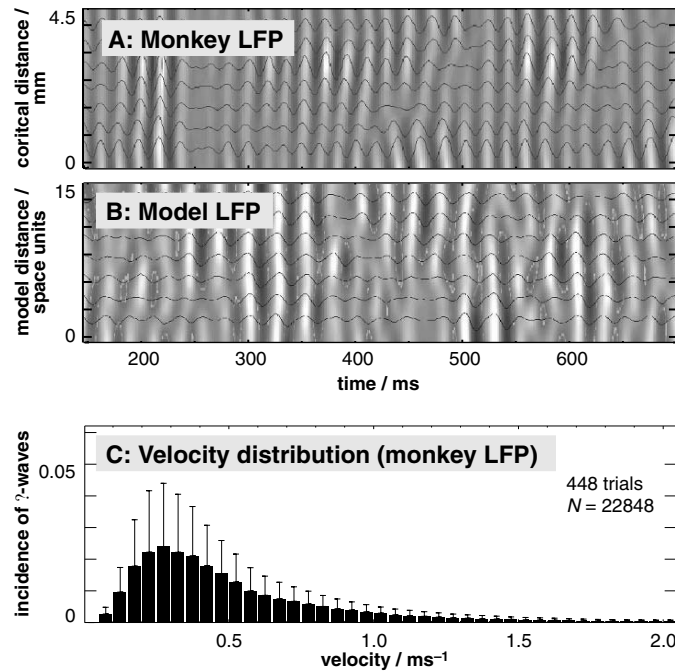 4.5
A: Monkey LFP
coritcal distance /
mm
0
15
B: Model LFP
model distance /
space units
0
200
300
400
500
600
time / ms
C: Velocity distribution (monkey LFP)
0.05
448 trials
N = 22848
incidence of ?-waves
0
0.5
1.0
1.5
2.0
velocity / ms⁻¹